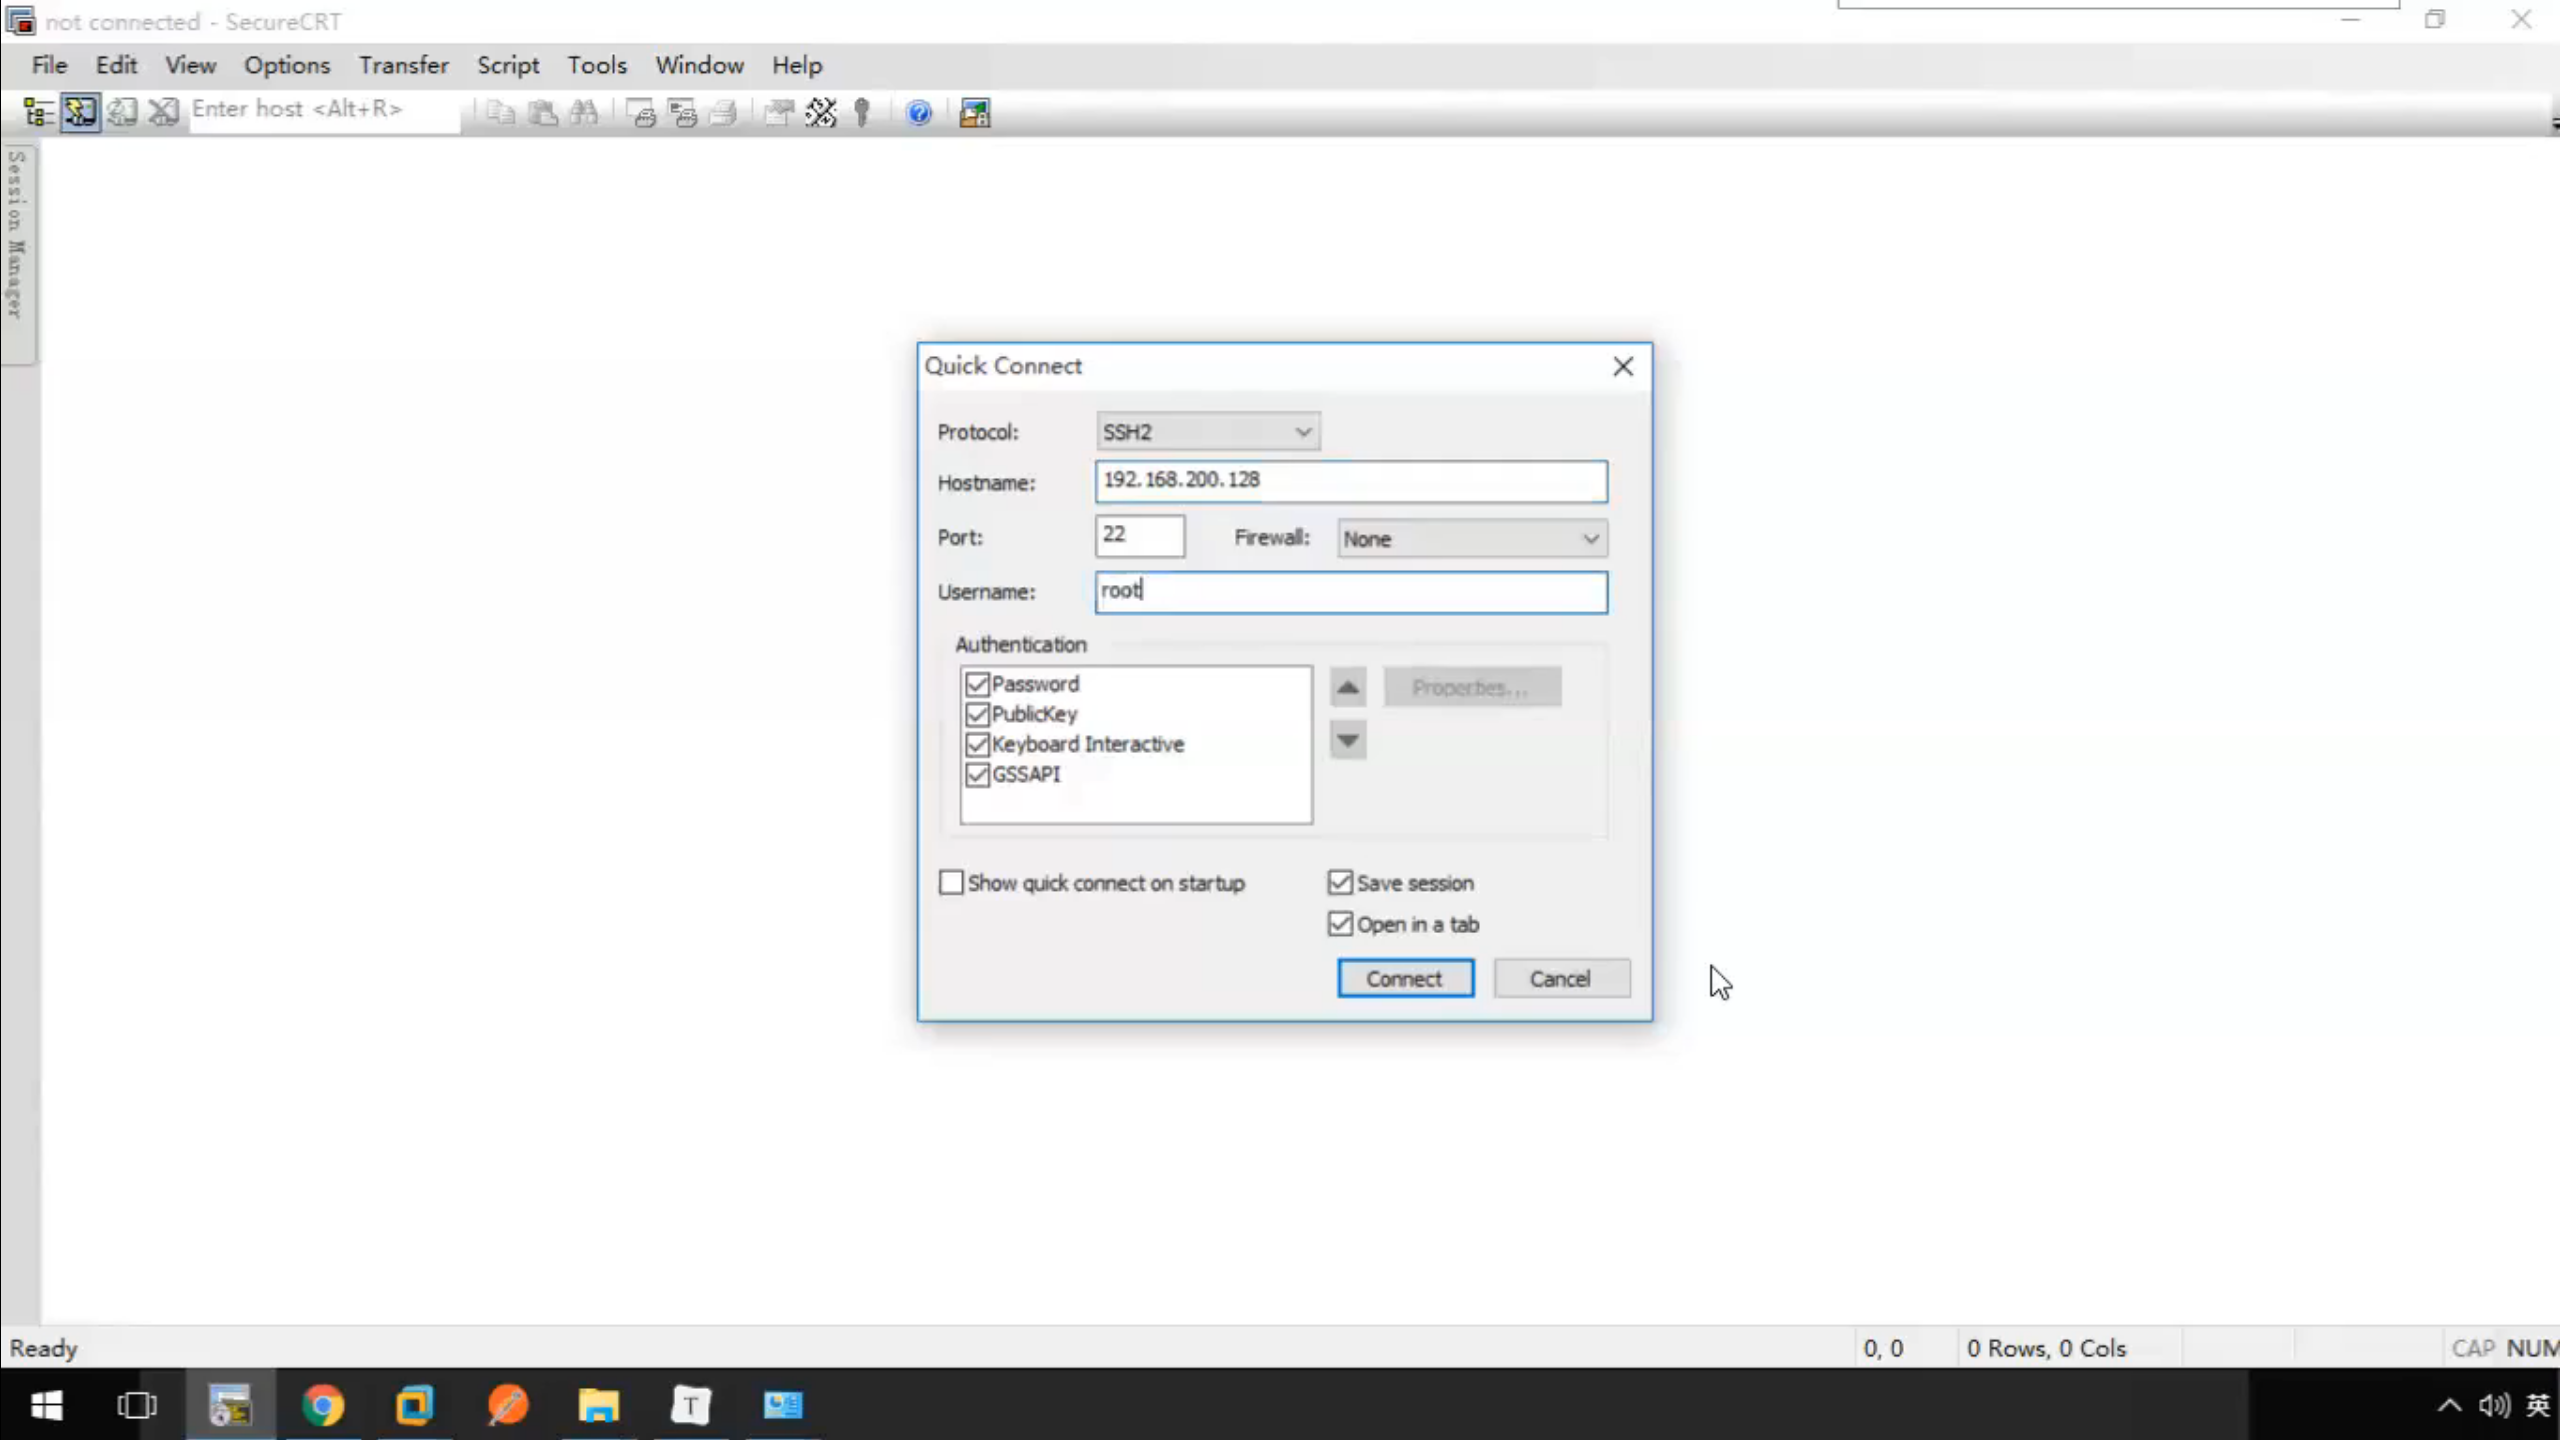 not connected - SecureCRT
File Edit View Options Transfer Script Tools Window Help
Enter host <Alt+R>
Session Manager
Quick Connect
Protocol: SSH2
Hostname: 192.168.200.128
Port: 22 Firewall: None
Username: root
Authentication
Password
PublicKey
Properties...
Keyboard Interactive
GSSAPI
Show quick connect on startup
Save session
Open in a tab
Connect Cancel
Ready 0, 0 0 Rows, 0 Cols CAP NUM
T 英